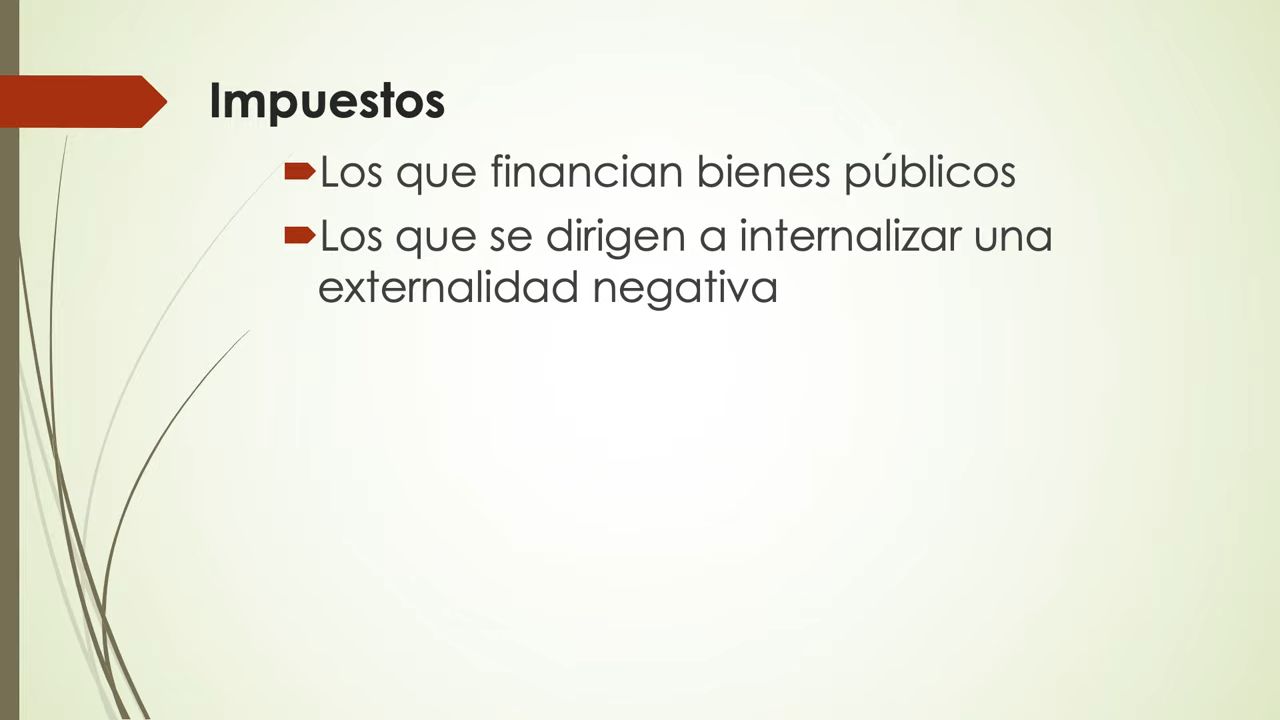 Impuestos
Los que financian bienes públicos
Los que se dirigen a internalizar una
externalidad negativa